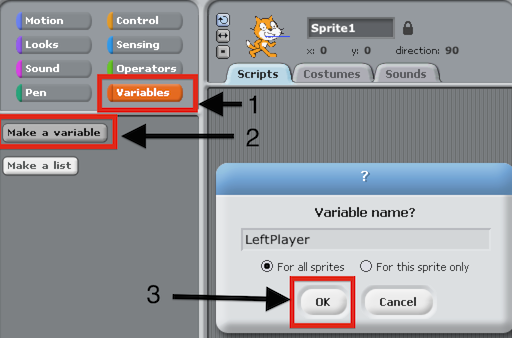 Motion Control
Looks Sensing
Sound Operators
Pen Variables
1
Make a variable
2
Make a list
Sprite1
x: 0 y: 0 direction: 90
Scripts Costumes Sounds
?
Variable name?
LeftPlayer
For all sprites For this sprite only
3
OK Cancel